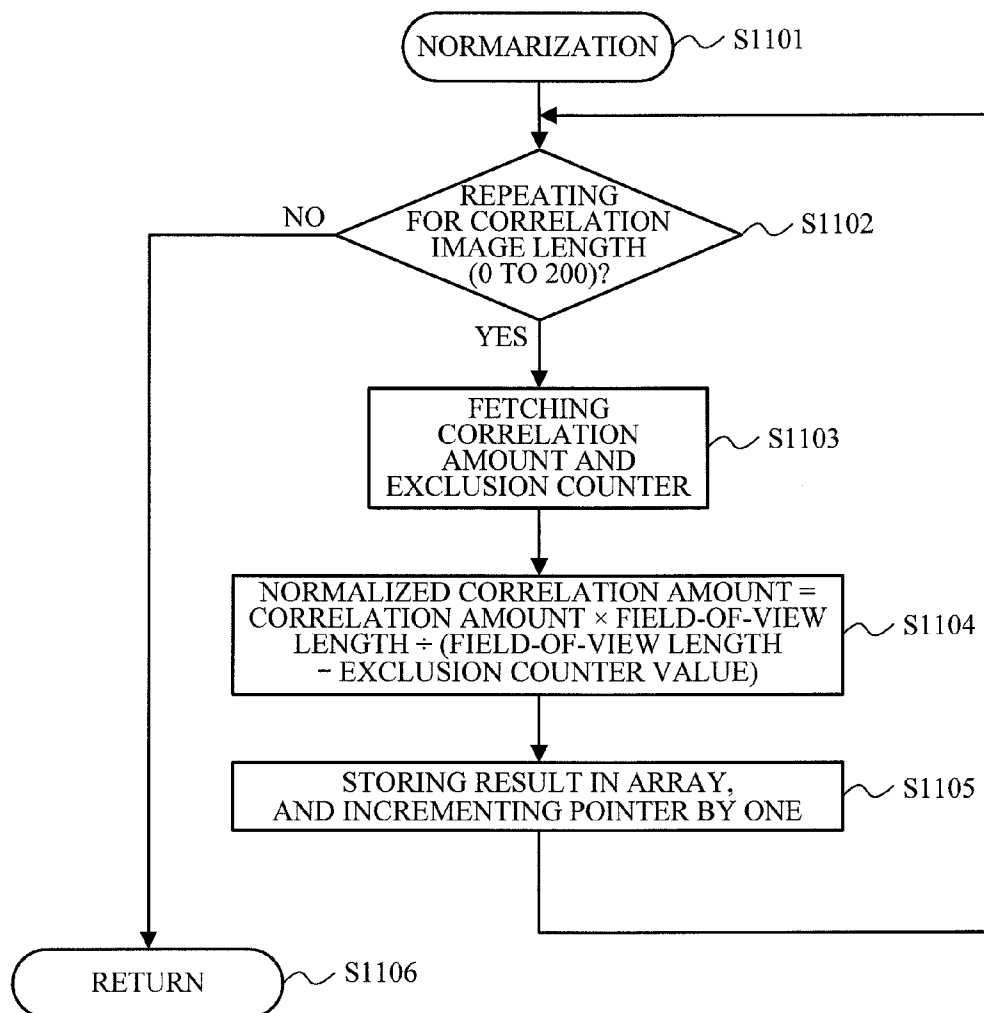 NORMARIZATION
S1101
REPEATING
FOR CORRELATION
IMAGE LENGTH
(0 TO 200)?
S1102
NO
YES
FETCHING
CORRELATION
AMOUNT AND
EXCLUSION COUNTER
S1103
NORMALIZED CORRELATION AMOUNT =
CORRELATION AMOUNT × FIELD-OF-VIEW
LENGTH ÷ (FIELD-OF-VIEW LENGTH
− EXCLUSION COUNTER VALUE)
S1104
STORING RESULT IN ARRAY,
AND INCREMENTING POINTER BY ONE
S1105
RETURN
S1106